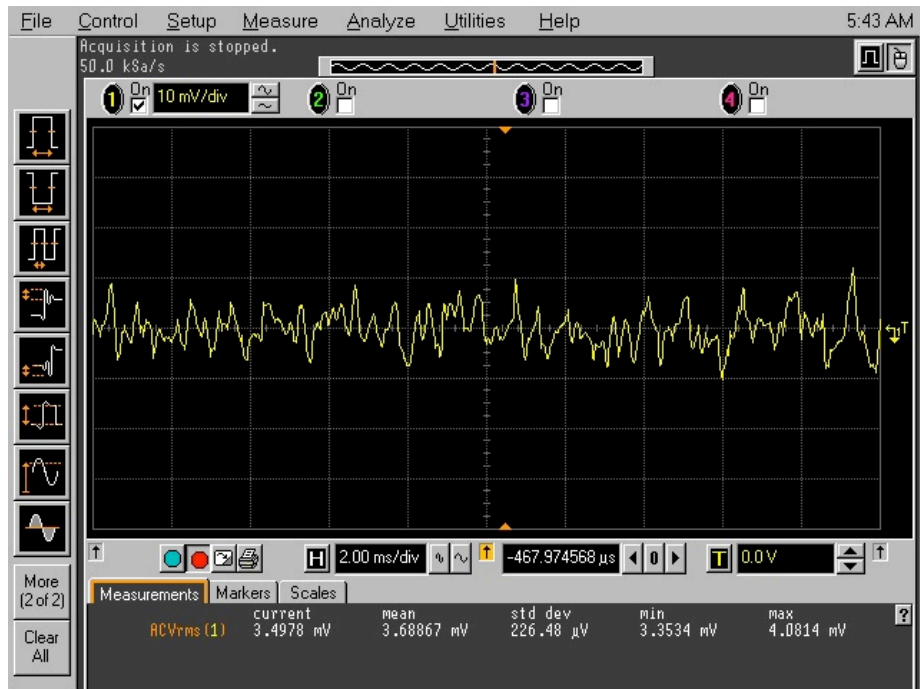 File Control Setup Measure Analyze Utilities Help 5:43 AM
Acquisition is stopped.
50.0 kSa/s
1 On 10 mV/div 2 On 3 On 4 On
T
H 2.00 ms/div -467.974568 µs 0 T 0.0 V
More
(2 of 2)
Clear
All
Measurements Markers Scales
current mean std dev min max ?
ACVrms(1) 3.4978 mV 3.68867 mV 226.48 µV 3.3534 mV 4.0814 mV